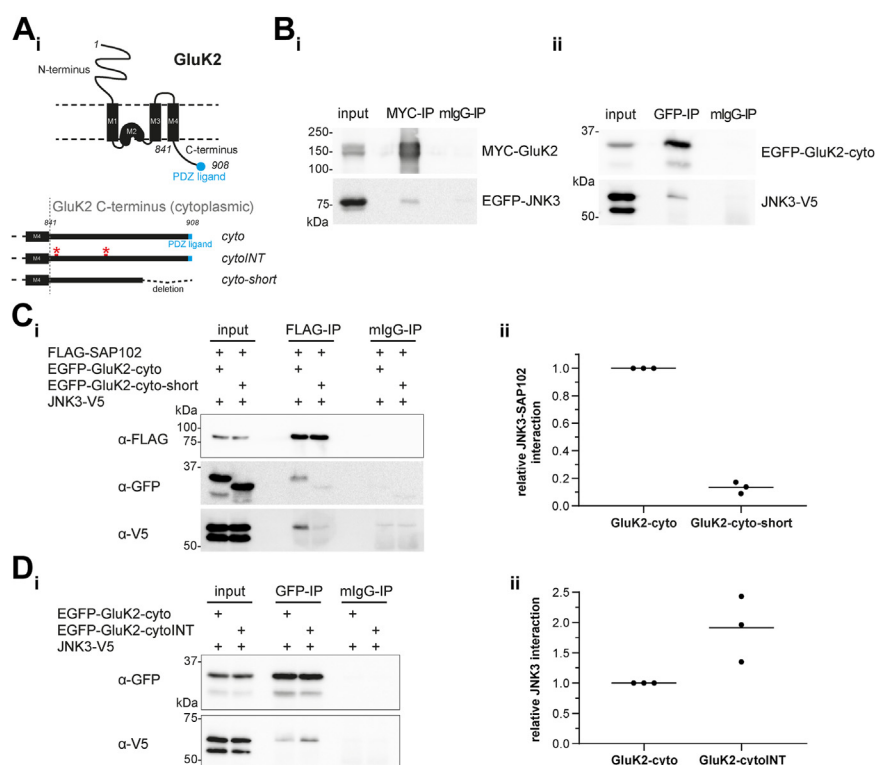 A i
1
GluK2
N-terminus
M1 M2 M3 M4
841 C-terminus
908
PDZ ligand
GluK2 C-terminus (cytoplasmic)
841 908
M4 cyto
PDZ ligand
* *
M4 cytoINT
M4 cyto-short
deletion
B i
input MYC-IP mIgG-IP
250-
150-
100-
MYC-GluK2
75-
kDa
EGFP-JNK3
ii
input GFP-IP mIgG-IP
37-
EGFP-GluK2-cyto
kDa
50-
JNK3-V5
C i
input FLAG-IP mIgG-IP
FLAG-SAP102 + + + + + +
EGFP-GluK2-cyto + + +
EGFP-GluK2-cyto-short + + +
JNK3-V5 + + + + + +
kDa
100-
75-
α-FLAG
37-
α-GFP
α-V5
50-
ii
relative JNK3-SAP102
interaction
1.0
0.8
0.6
0.4
0.2
0.0
GluK2-cyto GluK2-cyto-short
D i
input GFP-IP mIgG-IP
EGFP-GluK2-cyto + + +
EGFP-GluK2-cytoINT + + +
JNK3-V5 + + + + + +
37-
α-GFP
kDa
75-
α-V5
50-
ii
relative JNK3 interaction
2.5
2.0
1.5
1.0
0.5
0.0
GluK2-cyto GluK2-cytoINT